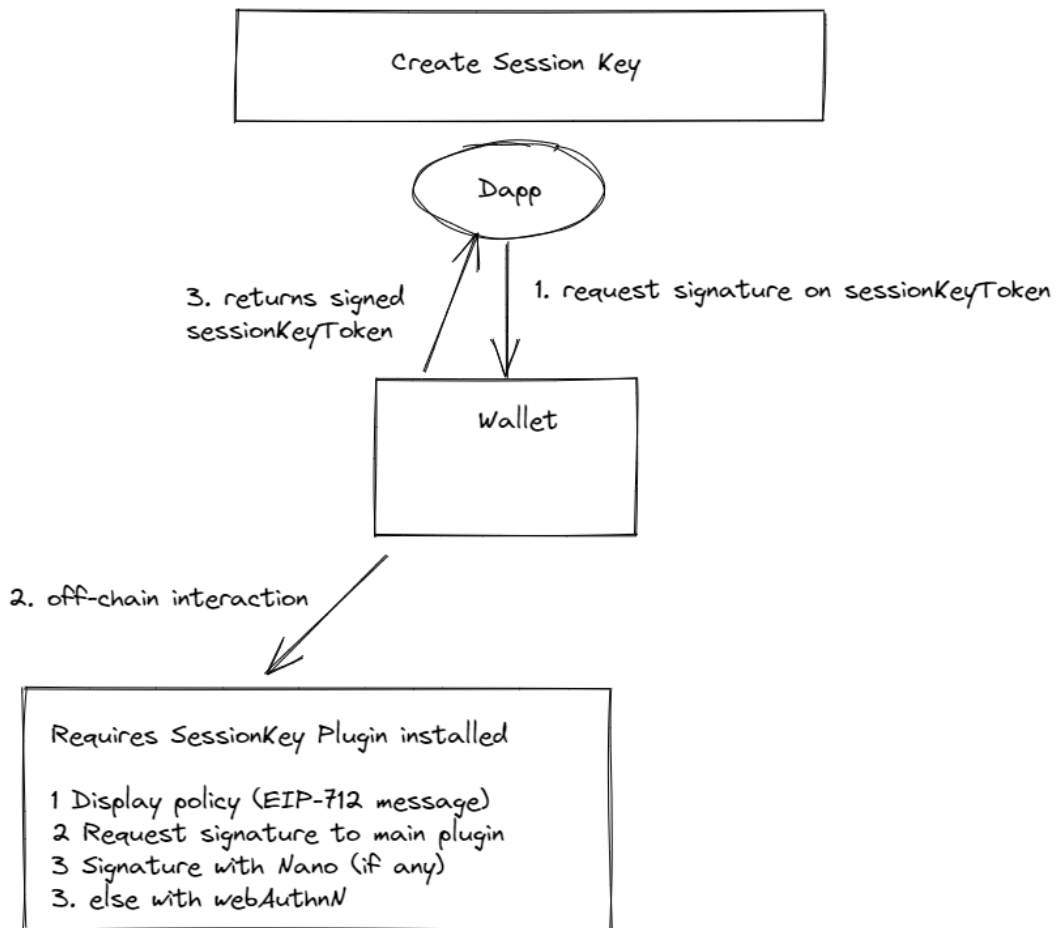 Create Session Key
Dapp
3. returns signed
sessionKeyToken
1. request signature on sessionKeyToken
Wallet
2. off-chain interaction
Requires SessionKey Plugin installed
1 Display policy (EIP-712 message)
2 Request signature to main plugin
3 Signature with Nano (if any)
3. else with webAuthnN